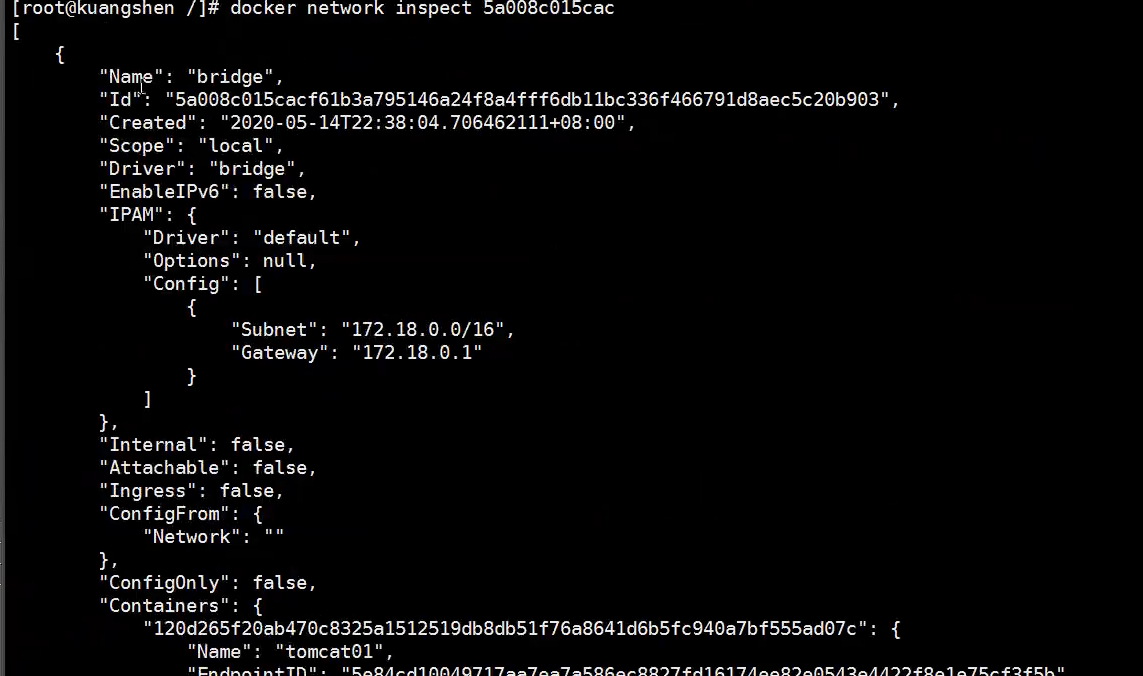 [root@kuangshen /]# docker network inspect 5a008c015cac
[
    {
        "Name": "bridge",
        "Id": "5a008c015cacf61b3a795146a24f8a4fff6db11bc336f466791d8aec5c20b903",
        "Created": "2020-05-14T22:38:04.706462111+08:00",
        "Scope": "local",
        "Driver": "bridge",
        "EnableIPv6": false,
        "IPAM": {
            "Driver": "default",
            "Options": null,
            "Config": [
                {
                    "Subnet": "172.18.0.0/16",
                    "Gateway": "172.18.0.1"
                }
            ]
        },
        "Internal": false,
        "Attachable": false,
        "Ingress": false,
        "ConfigFrom": {
            "Network": ""
        },
        "ConfigOnly": false,
        "Containers": {
            "120d265f20ab470c8325a1512519db8db51f76a8641d6b5fc940a7bf555ad07c": {
                "Name": "tomcat01",
                "EndpointID":